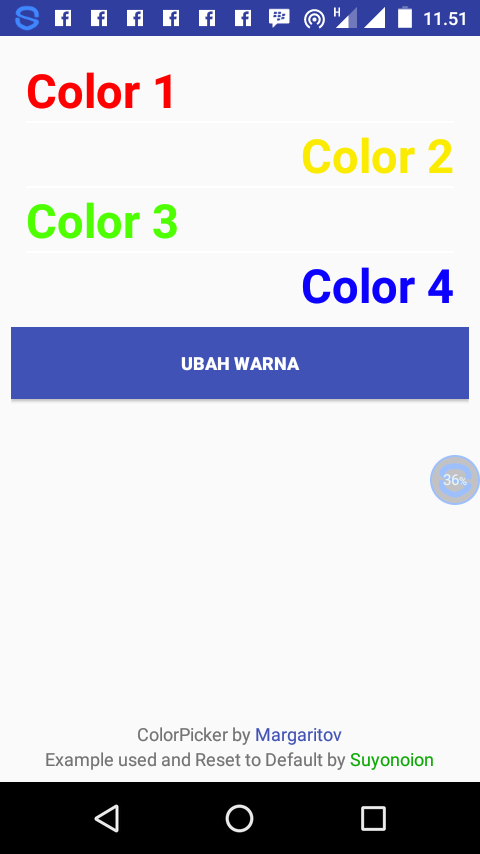 11.51
Color 1
Color 2
Color 3
Color 4
UBAH WARNA
36%
ColorPicker by Margaritov
Example used and Reset to Default by Suyonoion